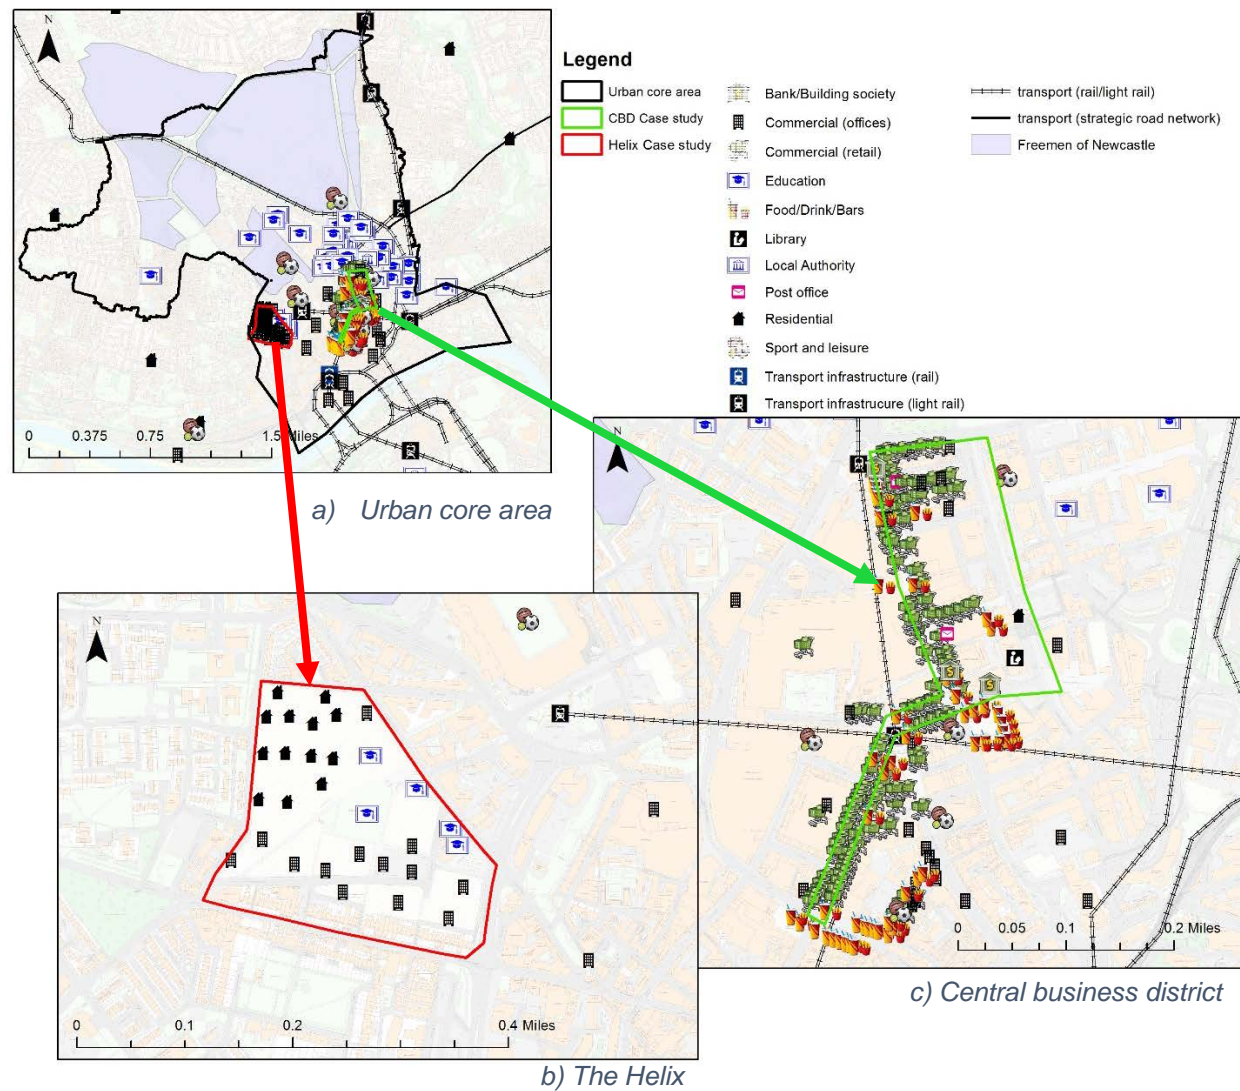 N
0
0.375
0.75
1.5 Miles
a) Urban core area
Legend
Urban core area
CBD Case study
Helix Case study
Bank/Building society
Commercial (offices)
Commercial (retail)
Education
Food/Drink/Bars
Library
Local Authority
Post office
Residential
Sport and leisure
Transport infrastructure (rail)
Transport infrastrucure (light rail)
transport (rail/light rail)
transport (strategic road network)
Freemen of Newcastle
N
0
0.1
0.2
0.4 Miles
b) The Helix
N
0
0.05
0.1
0.2 Miles
c) Central business district